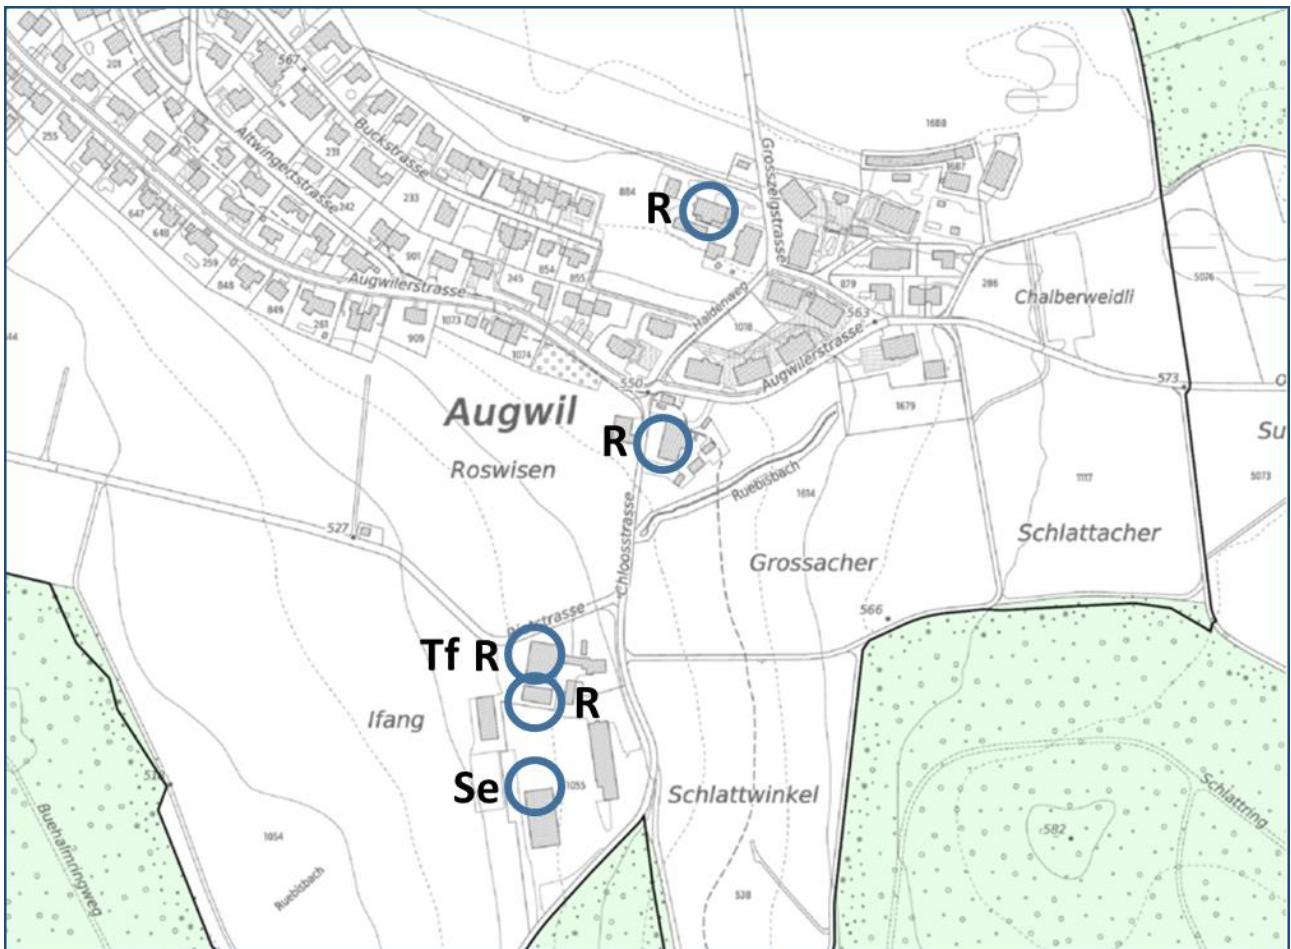 567
201
255
Altwingertstrasse
Buckstrasse
231
242
233
647
648
259
848
849
261
Augwilerstrasse
901
245
854
855
909
1073
1074
884
R
Grosszelgstrasse
1688
1687
Haldenweg
1018
879
563
286
Chalberweidli
5076
Augwilerstrasse
550
573
O
44
Augwil
Roswisen
R
1679
Su
5073
Ruebisbach
1614
1117
527
Chloosstrasse
Grossacher
Schlattacher
566
Tf R
R
Ifang
Se
1055
Schlattwinkel
Schlattring
582
1054
Ruebisbach
Buehalmringweg
538